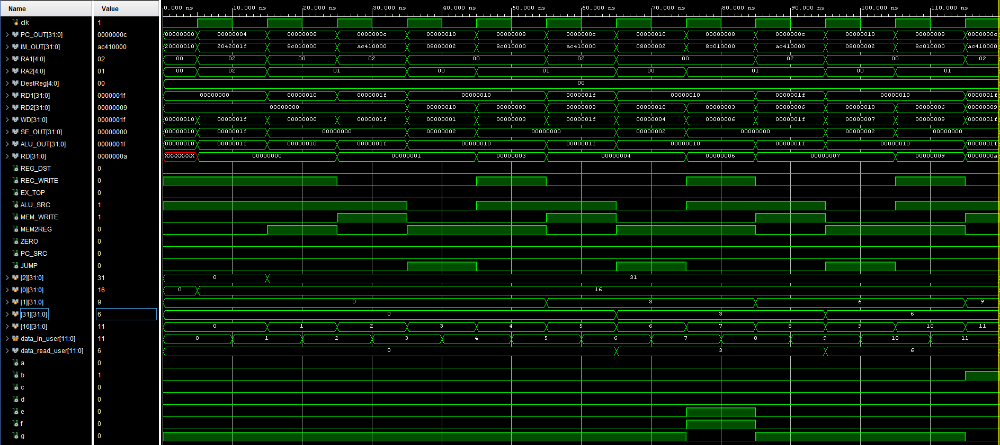 Name Value 0.000 ns 10.000 ns 20.000 ns 30.000 ns 40.000 ns 50.000 ns 60.000 ns 70.000 ns 80.000 ns 90.000 ns 100.000 ns 110.000 ns
clk 1
PC_OUT[31:0] 0000000c 00000000 00000004 00000008 0000000c 00000010 00000008 0000000c 00000010 00000008 0000000c 00000010 00000008 0000000c
IM_OUT[31:0] ac410000 20000010 2042001f 8c010000 ac410000 08000002 8c010000 ac410000 08000002 8c010000 ac410000 08000002 8c010000 ac410000
RA1[4:0] 02 00 02 00 02 00 02 00 02 00 02
RA2[4:0] 01 00 02 01 00 01 00 01 00 01
DestReg[4:0] 00 00
RD1[31:0] 0000001f 00000000 00000010 0000001f 00000010 0000001f 00000010 0000001f 00000010 0000001f
RD2[31:0] 00000009 00000000 00000010 00000000 00000003 00000010 00000003 00000006 00000010 00000006 00000009
WD[31:0] 0000001f 00000010 0000001f 00000000 0000001f 00000001 00000003 0000001f 00000004 00000006 0000001f 00000007 00000009 0000001f
SE_OUT[31:0] 00000000 00000010 0000001f 00000000 00000002 00000000 00000002 00000000 00000002 00000000
ALU_OUT[31:0] 0000001f 00000010 0000001f 00000010 0000001f 00000010 0000001f 00000010 0000001f 00000010 0000001f
RD[31:0] 0000000a XXXXXXXX 00000000 00000001 00000003 00000004 00000006 00000007 00000009 0000000a
REG_DST 0
REG_WRITE 0
EX_TOP 0
ALU_SRC 1
MEM_WRITE 1
MEM2REG 0
ZERO 0
PC_SRC 0
JUMP 0
[2][31:0] 31 0 31
[0][31:0] 16 0 16
[1][31:0] 9 0 3 6 9
[31][31:0] 6 0 3 6
[16][31:0] 11 0 1 2 3 4 5 6 7 8 9 10 11
data_in_user[11:0] 11 0 1 2 3 4 5 6 7 8 9 10 11
data_read_user[11:0] 6 0 3 6
a 0
b 1
c 0
d 0
e 0
f 0
g 0